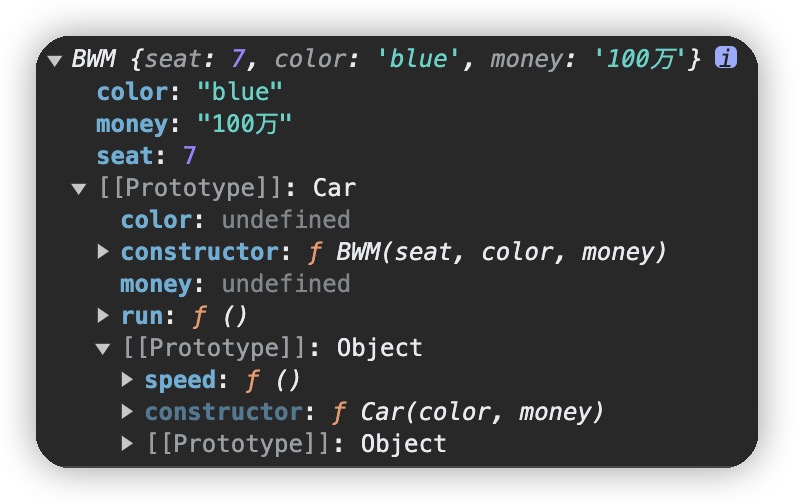 BWM {seat: 7, color: 'blue', money: '100万'} i
color: "blue"
money: "100万"
seat: 7
[[Prototype]]: Car
color: undefined
constructor: ƒ BWM(seat, color, money)
money: undefined
run: ƒ ()
[[Prototype]]: Object
speed: ƒ ()
constructor: ƒ Car(color, money)
[[Prototype]]: Object